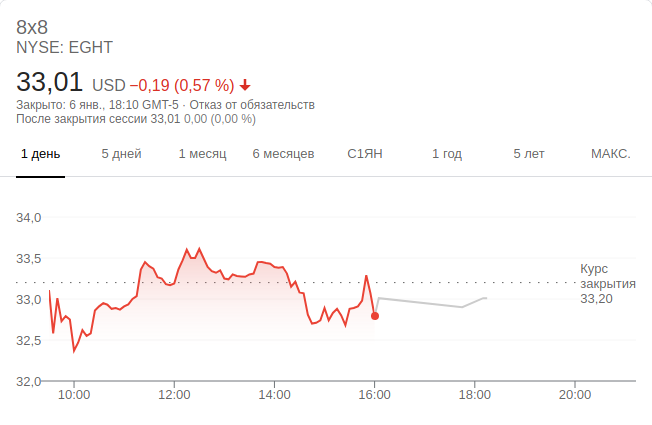 8x8
NYSE: EGHT
33,01 USD −0,19 (0,57 %)
Закрыто: 6 янв., 18:10 GMT-5 · Отказ от обязательств
После закрытия сессии 33,01 0,00 (0,00 %)
1 день 5 дней 1 месяц 6 месяцев С1ЯН 1 год 5 лет МАКС.
34,0
33,5
Курс
закрытия
33,20
33,0
32,5
32,0
10:00 12:00 14:00 16:00 18:00 20:00